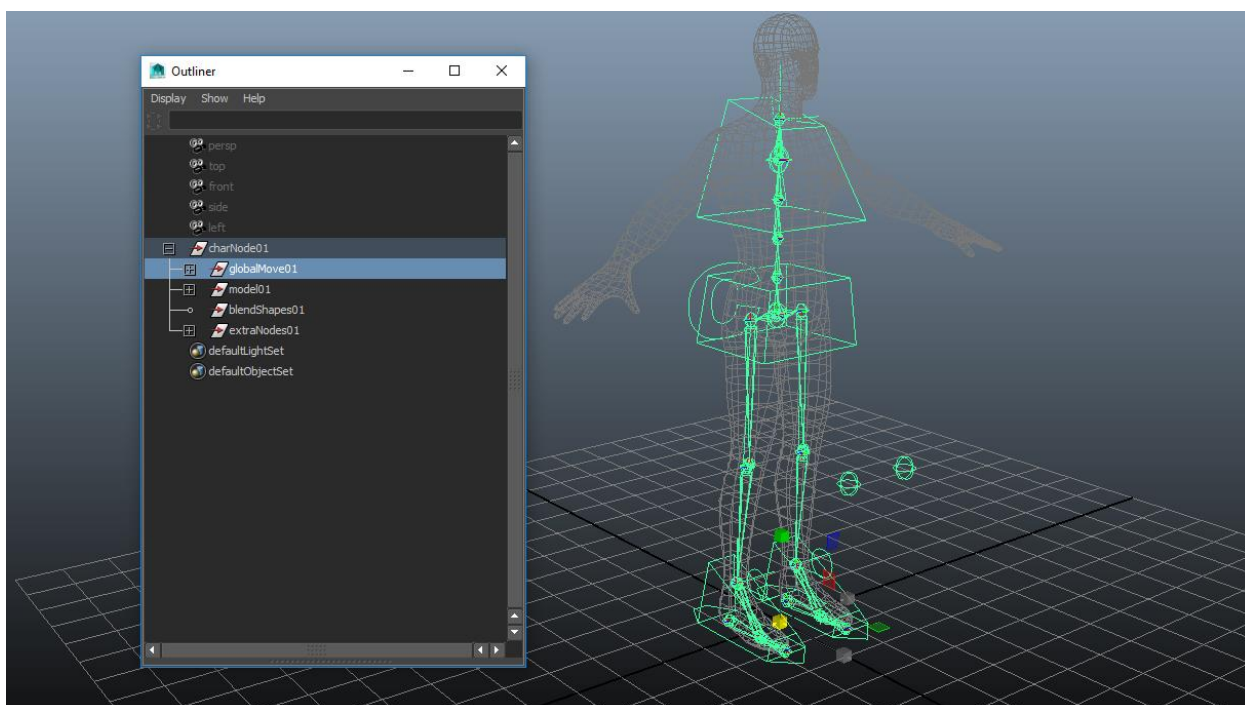 Outliner
Display Show Help
persp
top
front
side
left
charNode01
globalMove01
model01
blendShapes01
extraNodes01
defaultLightSet
defaultObjectSet